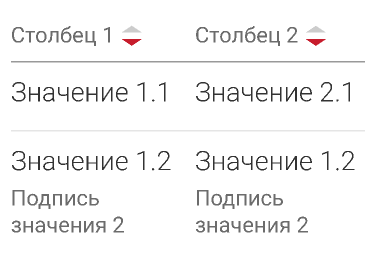 Столбец 1 Столбец 2
Значение 1.1 Значение 2.1
Значение 1.2 Значение 1.2
Подпись Подпись
значения 2 значения 2